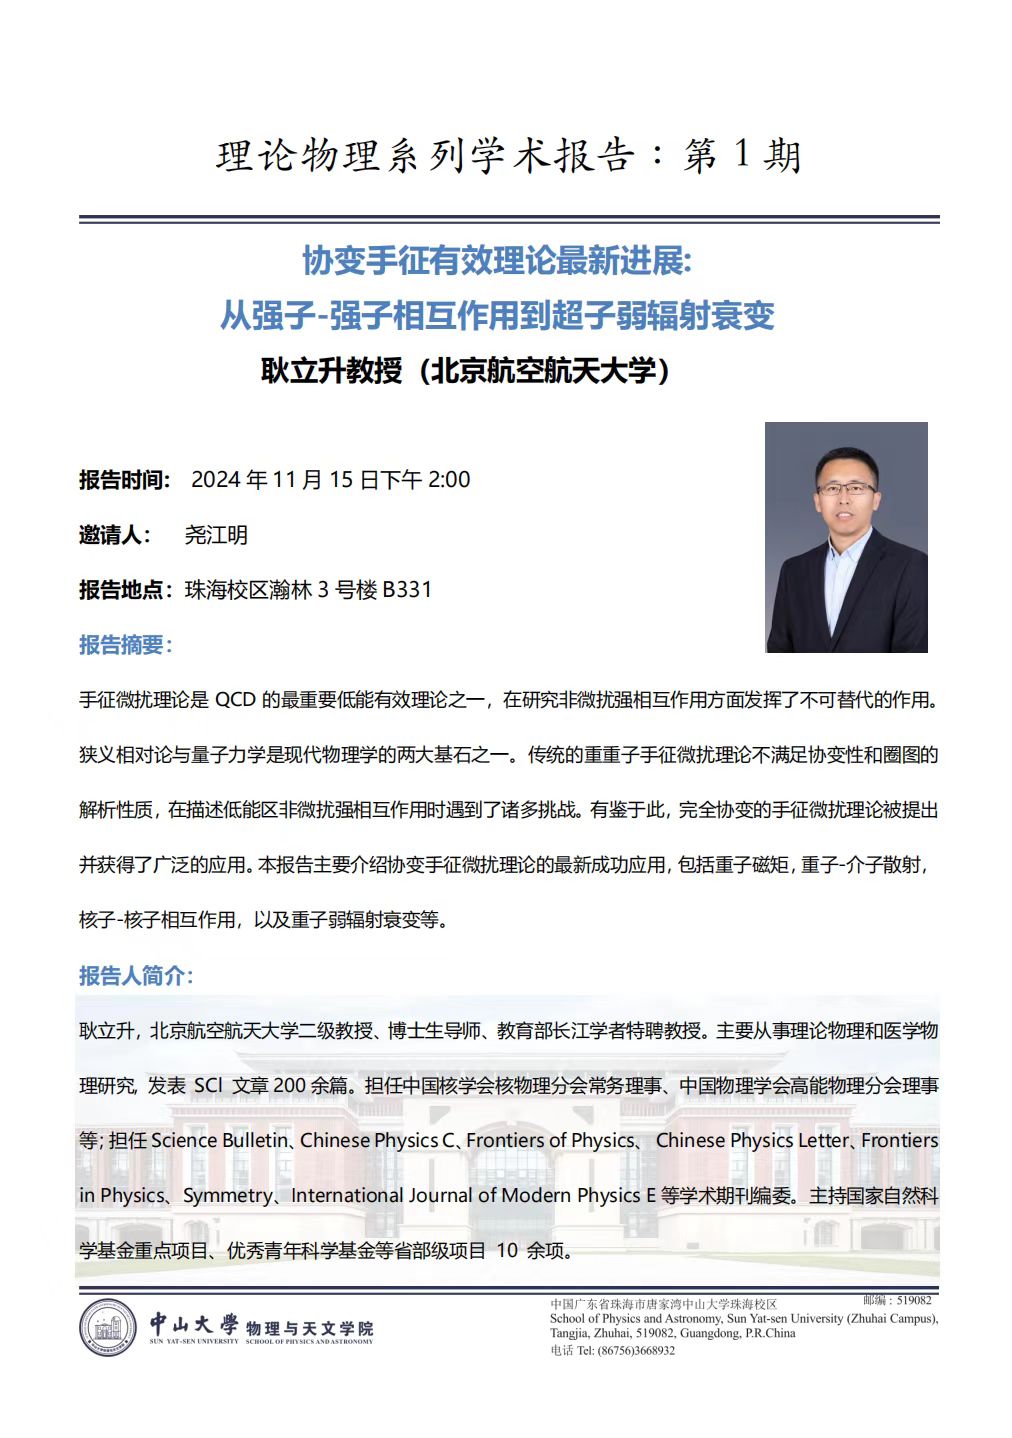 理论物理系列学术报告：第 1 期
协变手征有效理论最新进展:
从强子-强子相互作用到超子弱辐射衰变
耿立升教授（北京航空航天大学）
报告时间： 2024 年 11 月 15 日下午 2:00
邀请人： 尧江明
报告地点：珠海校区瀚林 3 号楼 B331
报告摘要：
手征微扰理论是 QCD 的最重要低能有效理论之一，在研究非微扰强相互作用方面发挥了不可替代的作用。
狭义相对论与量子力学是现代物理学的两大基石之一。传统的重重子手征微扰理论不满足协变性和圈图的
解析性质，在描述低能区非微扰强相互作用时遇到了诸多挑战。有鉴于此，完全协变的手征微扰理论被提出
并获得了广泛的应用。本报告主要介绍协变手征微扰理论的最新成功应用，包括重子磁矩，重子-介子散射，
核子-核子相互作用，以及重子弱辐射衰变等。
报告人简介：
耿立升，北京航空航天大学二级教授、博士生导师、教育部长江学者特聘教授。主要从事理论物理和医学物
理研究，发表 SCI 文章 200 余篇。担任中国核学会核物理分会常务理事、中国物理学会高能物理分会理事
等；担任 Science Bulletin、Chinese Physics C、Frontiers of Physics、 Chinese Physics Letter、Frontiers
in Physics、Symmetry、International Journal of Modern Physics E 等学术期刊编委。主持国家自然科
学基金重点项目、优秀青年科学基金等省部级项目 10 余项。
中山大學 物理与天文学院
SUN YAT-SEN UNIVERSITY SCHOOL OF PHYSICS AND ASTRONOMY
中国广东省珠海市唐家湾中山大学珠海校区 邮编：519082
School of Physics and Astronomy, Sun Yat-sen University (Zhuhai Campus),
Tangjia, Zhuhai, 519082, Guangdong, P.R.China
电话 Tel: (86756)3668932